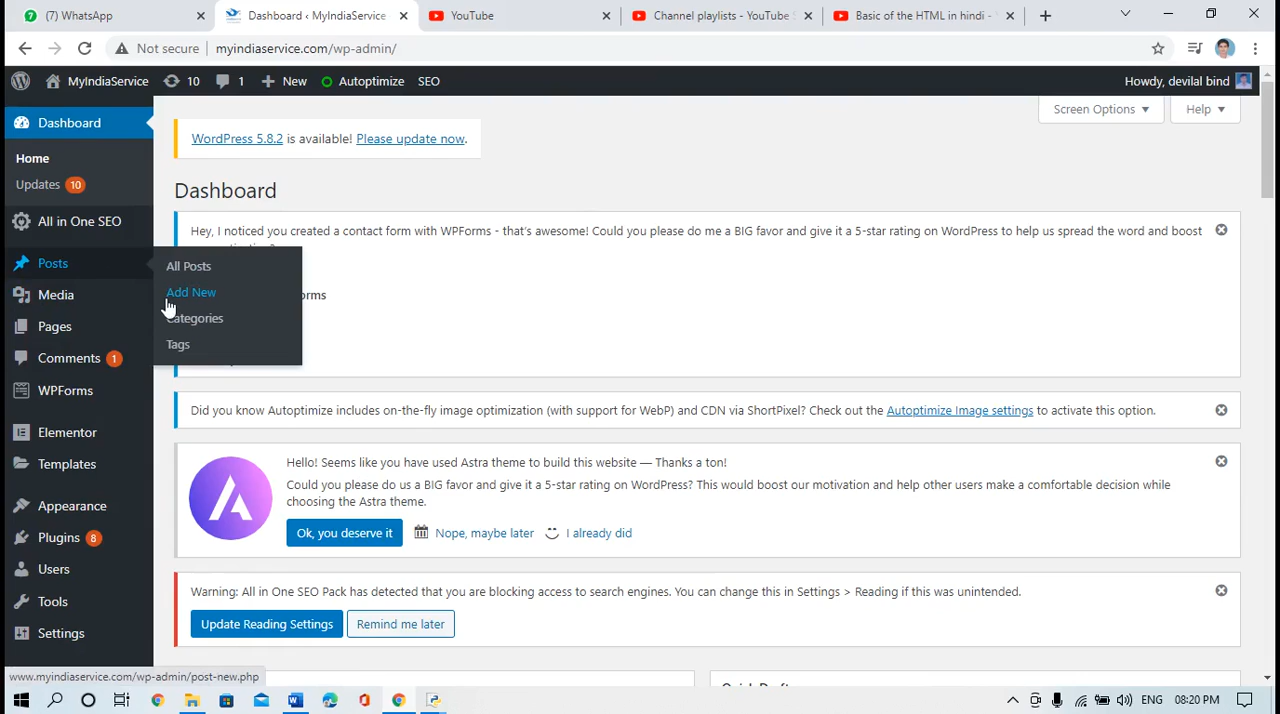 (7) WhatsApp
Dashboard ‹ MyIndiaService
YouTube
Channel playlists - YouTube S
Basic of the HTML in hindi -
Not secure
myindiaservice.com/wp-admin/
MyIndiaService
10
1
New
Autoptimize
SEO
Howdy, devilal bind
Dashboard
Home
Updates 10
All in One SEO
Posts
Media
Pages
Comments 1
WPForms
Elementor
Templates
Appearance
Plugins 8
Users
Tools
Settings
All Posts
Add New
Categories
Tags
Screen Options
Help
WordPress 5.8.2 is available! Please update now.
Dashboard
Hey, I noticed you created a contact form with WPForms - that's awesome! Could you please do me a BIG favor and give it a 5-star rating on WordPress to help us spread the word and boost
Did you know Autoptimize includes on-the-fly image optimization (with support for WebP) and CDN via ShortPixel? Check out the Autoptimize Image settings to activate this option.
Hello! Seems like you have used Astra theme to build this website — Thanks a ton!
Could you please do us a BIG favor and give it a 5-star rating on WordPress? This would boost our motivation and help other users make a comfortable decision while
choosing the Astra theme.
Ok, you deserve it
Nope, maybe later
I already did
Warning: All in One SEO Pack has detected that you are blocking access to search engines. You can change this in Settings > Reading if this was unintended.
Update Reading Settings
Remind me later
www.myindiaservice.com/wp-admin/post-new.php
ENG
08:20 PM